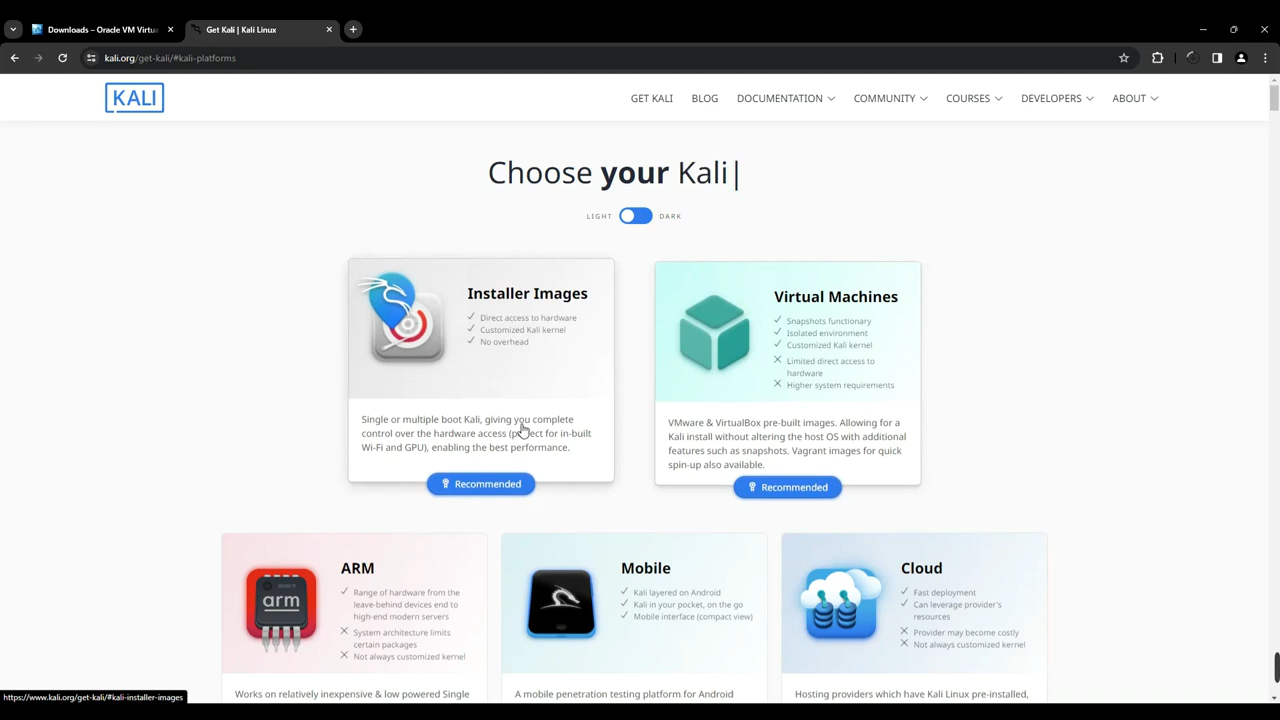 Downloads – Oracle VM Virtua
Get Kali | Kali Linux
kali.org/get-kali/#kali-platforms
KALI
GET KALI
BLOG
DOCUMENTATION
COMMUNITY
COURSES
DEVELOPERS
ABOUT
Choose your Kali|
LIGHT
DARK
Installer Images
Direct access to hardware
Customized Kali kernel
No overhead
Single or multiple boot Kali, giving you complete
control over the hardware access (perfect for in-built
Wi-Fi and GPU), enabling the best performance.
Recommended
Virtual Machines
Snapshots functionary
Isolated environment
Customized Kali kernel
Limited direct access to
hardware
Higher system requirements
VMware & VirtualBox pre-built images. Allowing for a
Kali install without altering the host OS with additional
features such as snapshots. Vagrant images for quick
spin-up also available.
Recommended
arm
ARM
Range of hardware from the
leave-behind devices end to
high-end modern servers
System architecture limits
certain packages
Not always customized kernel
Works on relatively inexpensive & low powered Single
Mobile
Kali layered on Android
Kali in your pocket, on the go
Mobile interface (compact view)
A mobile penetration testing platform for Android
Cloud
Fast deployment
Can leverage provider's
resources
Provider may become costly
Not always customized kernel
Hosting providers which have Kali Linux pre-installed,
https://www.kali.org/get-kali/#kali-installer-images